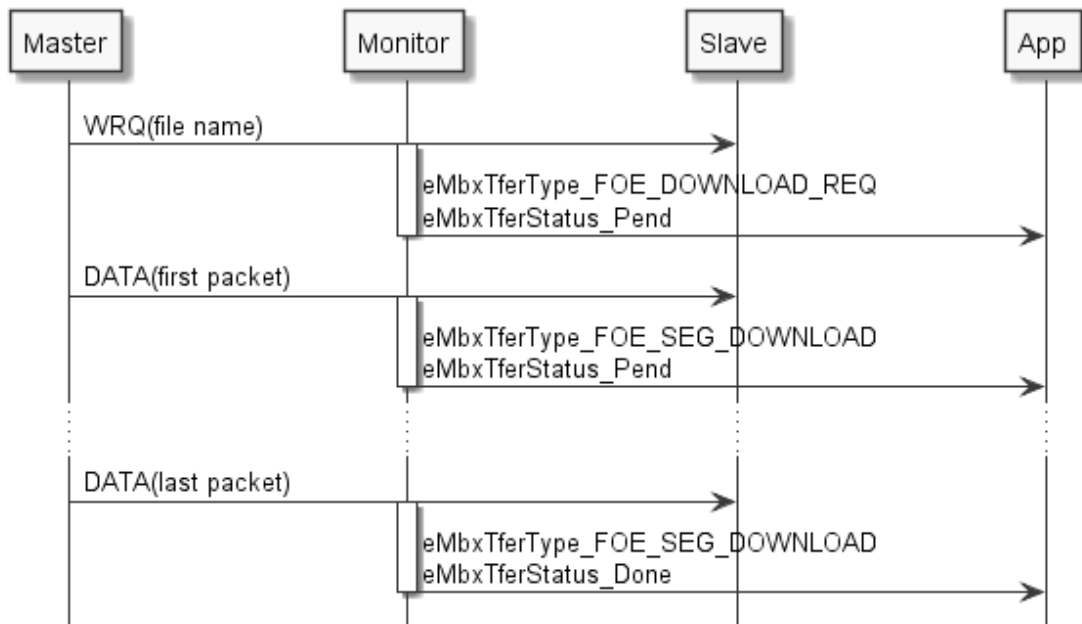 Master
Monitor
Slave
App
WRQ(file name)
eMbxTferType_FOE_DOWNLOAD_REQ
eMbxTferStatus_Pend
DATA(first packet)
eMbxTferType_FOE_SEG_DOWNLOAD
eMbxTferStatus_Pend
DATA(last packet)
eMbxTferType_FOE_SEG_DOWNLOAD
eMbxTferStatus_Done